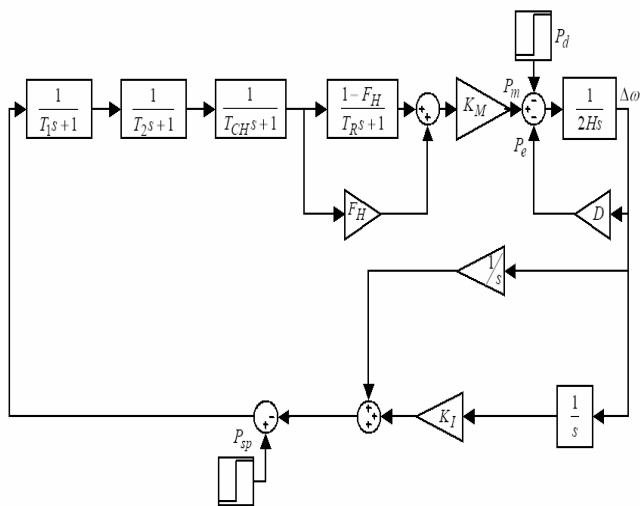 P_d
1 / T_1s+1
1 / T_2s+1
1 / T_CHs+1
1−F_H / T_Rs+1
+
+
K_M
P_m
-
+
-
1 / 2Hs
Δω
P_e
F_H
D
1/s
+
+
+
K_I
1 / s
-
+
P_sp